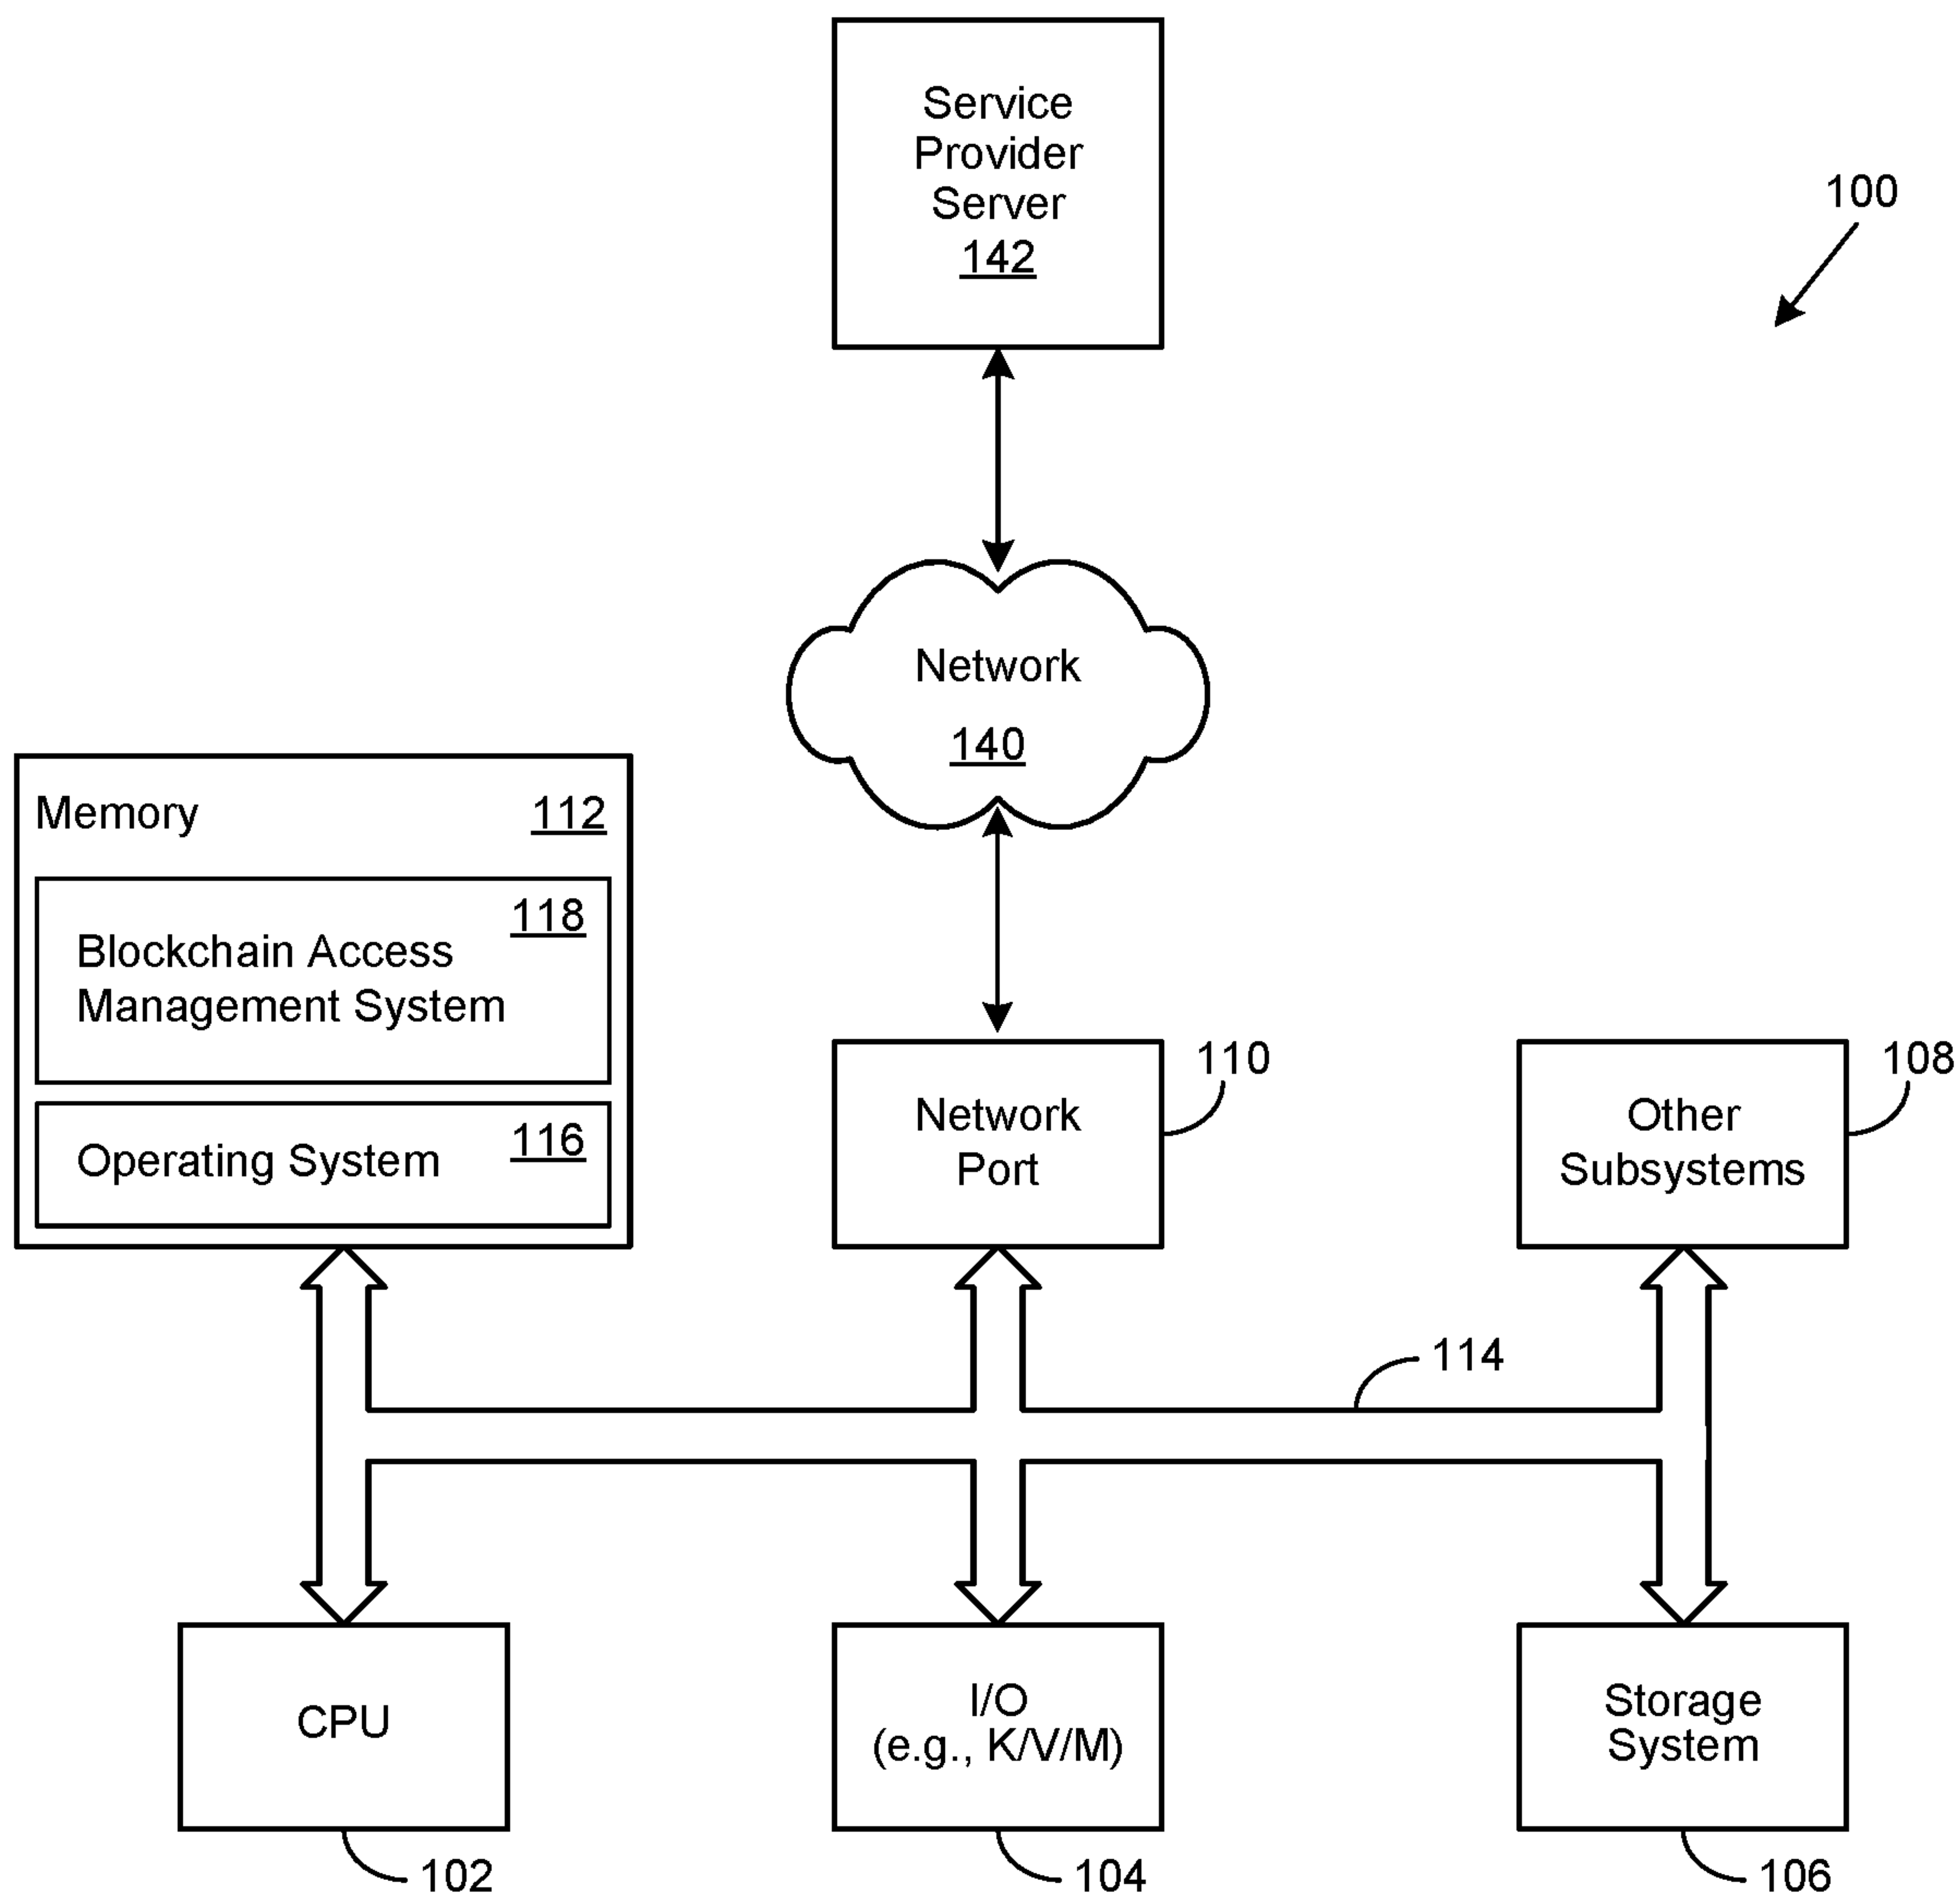 Service
Provider
Server
142
100
Network
140
Memory
112
118
Blockchain Access
Management System
116
Operating System
110
Network
Port
108
Other
Subsystems
114
CPU
102
I/O
(e.g., K/V/M)
104
Storage
System
106